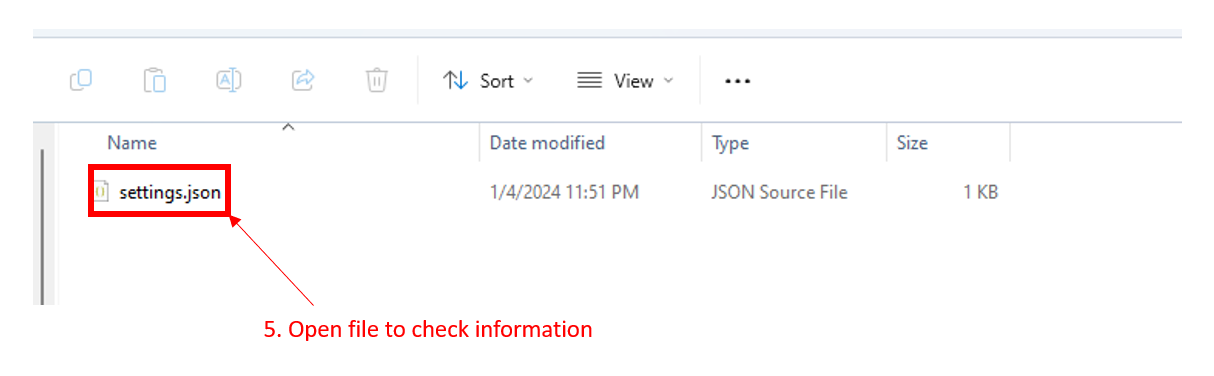 Sort View •••
Name Date modified Type Size
settings.json 1/4/2024 11:51 PM JSON Source File 1 KB
5. Open file to check information